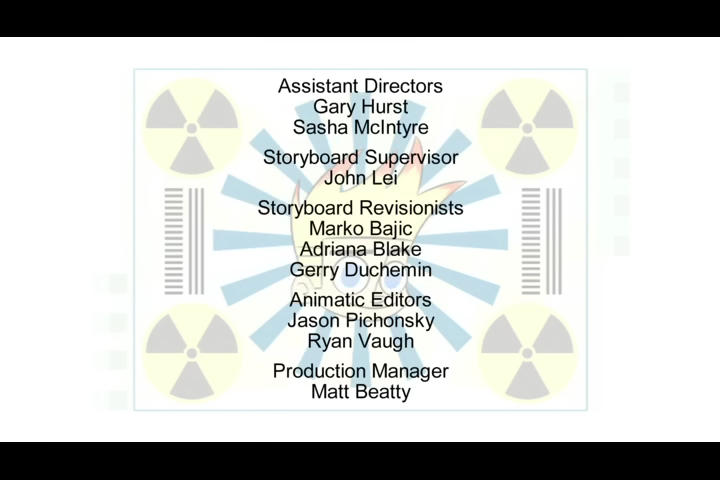 Assistant Directors
Gary Hurst
Sasha McIntyre
Storyboard Supervisor
John Lei
Storyboard Revisionists
Marko Bajic
Adriana Blake
Gerry Duchemin
Animatic Editors
Jason Pichonsky
Ryan Vaugh
Production Manager
Matt Beatty